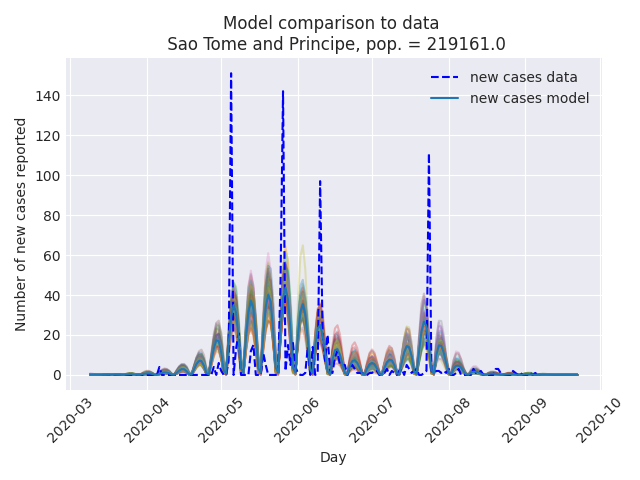 Model comparison to data
Sao Tome and Principe, pop. = 219161.0
new cases data
new cases model
Number of new cases reported
140
120
100
80
60
40
20
0
2020-03
2020-04
2020-05
2020-06
2020-07
2020-08
2020-09
2020-10
Day